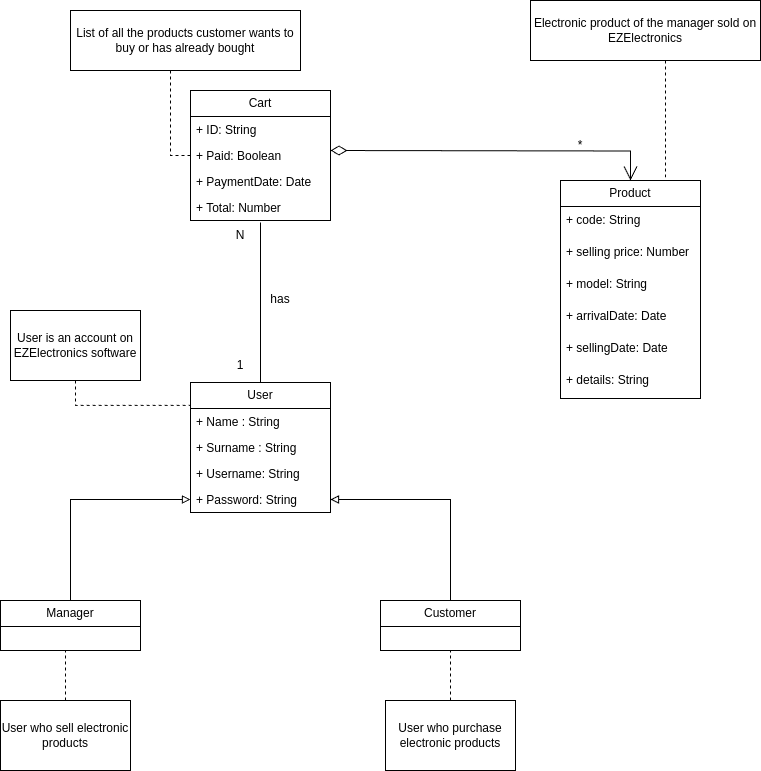 List of all the products customer wants to
buy or has already bought
Electronic product of the manager sold on
EZElectronics
Cart
+ ID: String
+ Paid: Boolean
+ PaymentDate: Date
+ Total: Number
*
Product
+ code: String
+ selling price: Number
+ model: String
+ arrivalDate: Date
+ sellingDate: Date
+ details: String
N
has
1
User is an account on
EZElectronics software
User
+ Name : String
+ Surname : String
+ Username: String
+ Password: String
Manager
Customer
User who sell electronic
products
User who purchase
electronic products